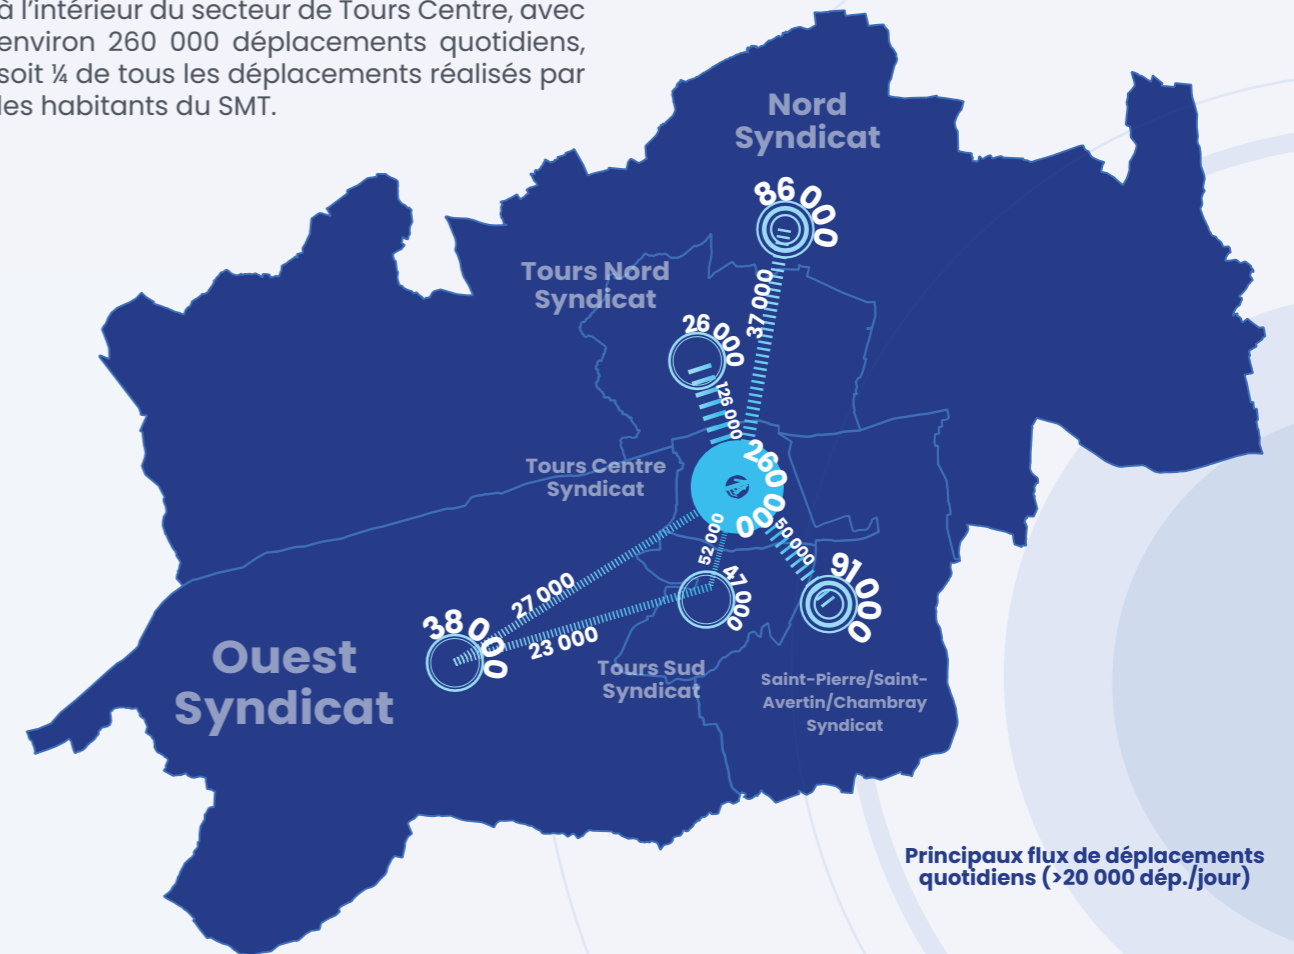 à l’intérieur du secteur de Tours Centre, avec
environ 260 000 déplacements quotidiens,
soit ¼ de tous les déplacements réalisés par
les habitants du SMT.
Nord
Syndicat
86 000
Tours Nord
Syndicat
37 000
26 000
126 000
Tours Centre
Syndicat
260 000
52 000
50 000
47 000
91 000
27 000
38 000
23 000
Ouest
Syndicat
Tours Sud
Syndicat
Saint-Pierre/Saint-
Avertin/Chambray
Syndicat
Principaux flux de déplacements
quotidiens (>20 000 dép./jour)